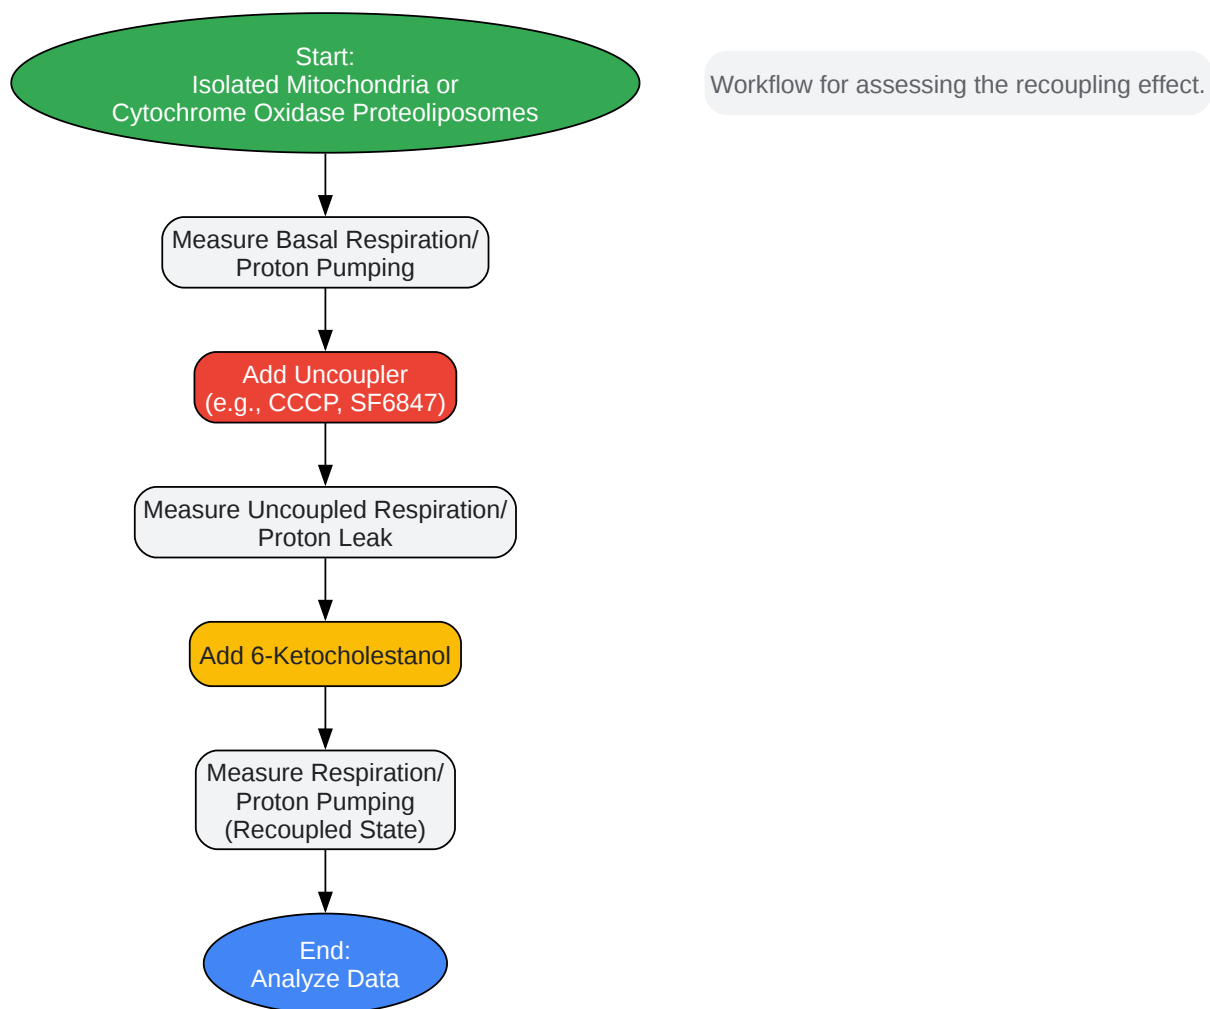 Start:
Isolated Mitochondria or
Cytochrome Oxidase Proteoliposomes
Workflow for assessing the recoupling effect.
Measure Basal Respiration/
Proton Pumping
Add Uncoupler
(e.g., CCCP, SF6847)
Measure Uncoupled Respiration/
Proton Leak
Add 6-Ketocholestanol
Measure Respiration/
Proton Pumping
(Recoupled State)
End:
Analyze Data